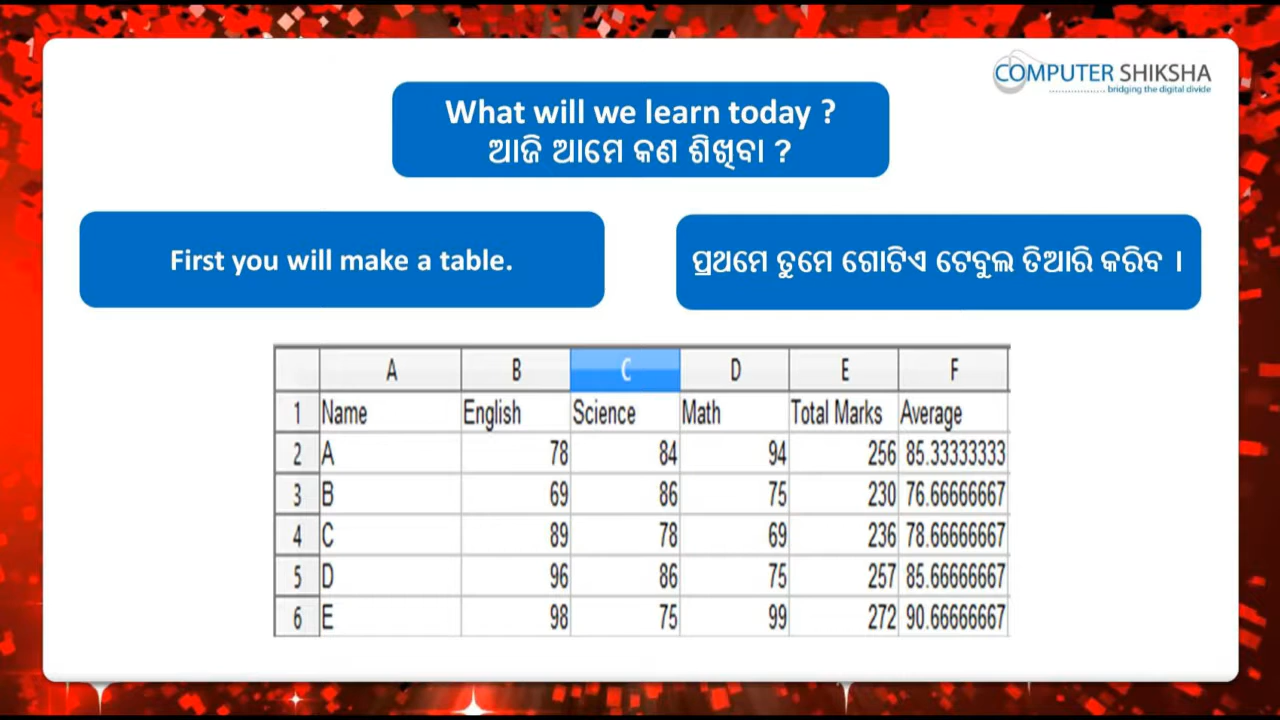 COMPUTER SHIKSHA
bridging the digital divide
What will we learn today ?
ଆଜି ଆମେ କଣ ଶିଖିବା ?
First you will make a table.
ପ୍ରଥମେ ତୁମେ ଗୋଟିଏ ଟେବୁଲ ତିଆରି କରିବ ।
A B C D E F
1 Name English Science Math Total Marks Average
2 A 78 84 94 256 85.33333333
3 B 69 86 75 230 76.66666667
4 C 89 78 69 236 78.66666667
5 D 96 86 75 257 85.66666667
6 E 98 75 99 272 90.66666667